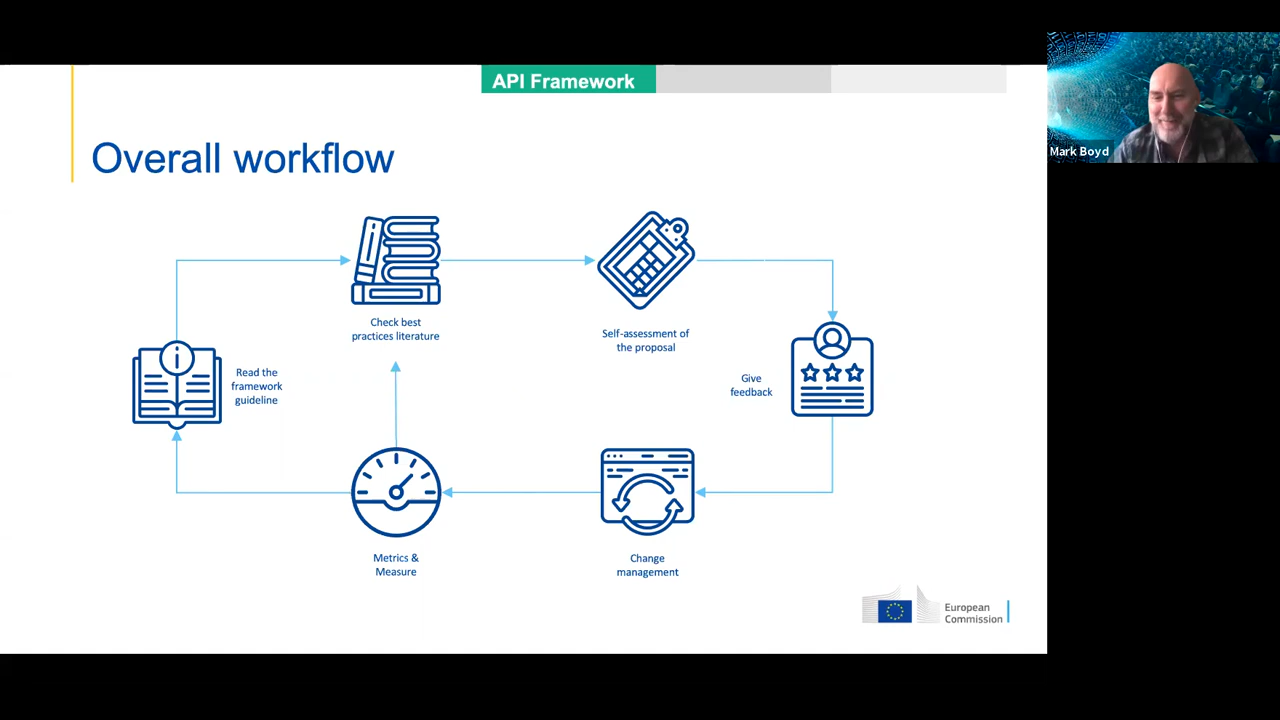 API Framework
Mark Boyd
Overall workflow
Check best
practices literature
Self-assessment of
the proposal
Read the
framework
guideline
Give
feedback
Metrics &
Measure
Change
management
European
Commission